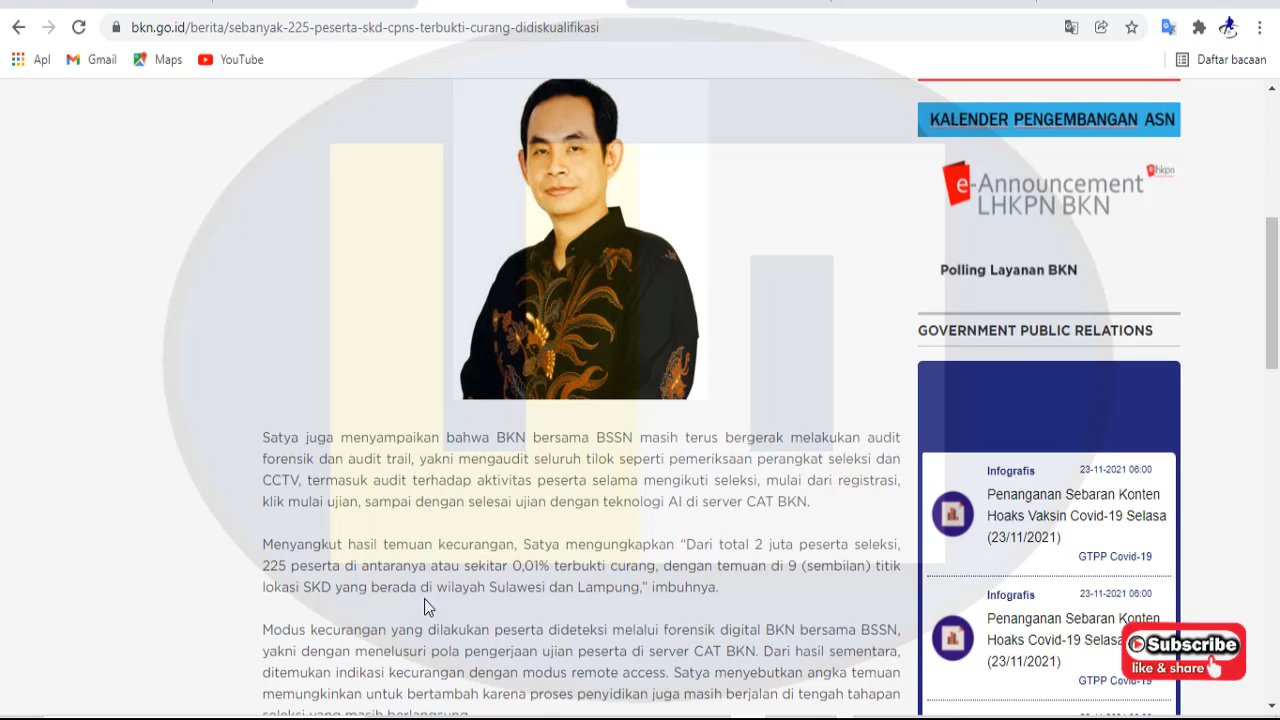 bkn.go.id/berita/sebanyak-225-peserta-skd-cpns-terbukti-curang-didiskualifikasi
Apl
Gmail
Maps
YouTube
Daftar bacaan
Satya juga menyampaikan bahwa BKN bersama BSSN masih terus bergerak melakukan audit
forensik dan audit trail, yakni mengaudit seluruh tilok seperti pemeriksaan perangkat seleksi dan
CCTV, termasuk audit terhadap aktivitas peserta selama mengikuti seleksi, mulai dari registrasi,
klik mulai ujian, sampai dengan selesai ujian dengan teknologi AI di server CAT BKN.
Menyangkut hasil temuan kecurangan, Satya mengungkapkan “Dari total 2 juta peserta seleksi,
225 peserta di antaranya atau sekitar 0,01% terbukti curang, dengan temuan di 9 (sembilan) titik
lokasi SKD yang berada di wilayah Sulawesi dan Lampung,” imbuhnya.
Modus kecurangan yang dilakukan peserta dideteksi melalui forensik digital BKN bersama BSSN,
yakni dengan menelusuri pola pengerjaan ujian peserta di server CAT BKN. Dari hasil sementara,
ditemukan indikasi kecurangan dengan modus remote access. Satya menyebutkan angka temuan
memungkinkan untuk bertambah karena proses penyidikan juga masih berjalan di tengah tahapan
seleksi yang masih berlangsung.
KALENDER PENGEMBANGAN ASN
e-Announcement
LHKPN BKN
Polling Layanan BKN
GOVERNMENT PUBLIC RELATIONS
Infografis 23-11-2021 06:00
Penanganan Sebaran Konten
Hoaks Vaksin Covid-19 Selasa
(23/11/2021)
GTPP Covid-19
Infografis 23-11-2021 06:00
Penanganan Sebaran Konten
Hoaks Covid-19 Selasa
(23/11/2021)
GTPP Covid-19
Subscribe
like & share